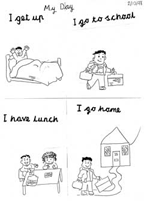 My Day
I get up
I go to school
I have lunch
I go home